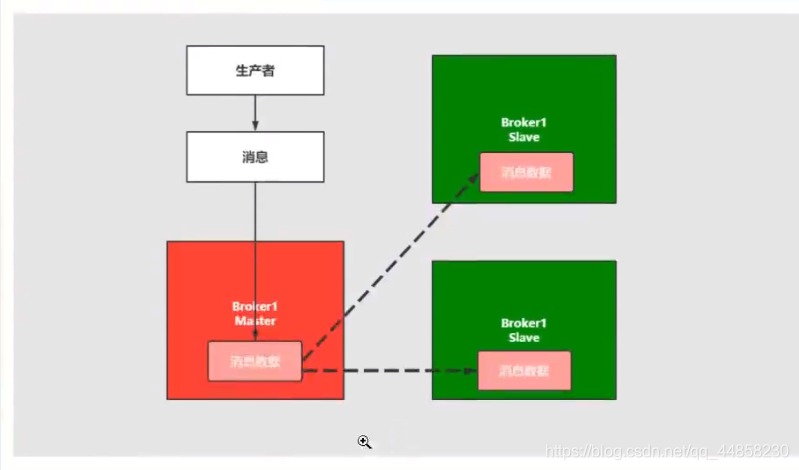 生产者
消息
Broker1
Master
消息数据
Broker1
Slave
消息数据
Broker1
Slave
消息数据
https://blog.csdn.net/qq_44858230